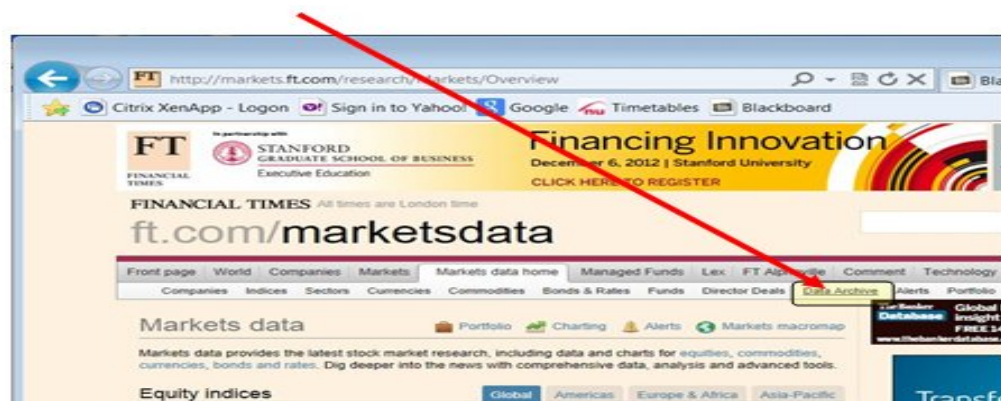 http://markets.ft.com/research/Markets/Overview
Citrix XenApp - Logon Sign in to Yahoo! Google Timetables Blackboard
FT
FINANCIAL
TIMES
In partnership with
STANFORD
GRADUATE SCHOOL OF BUSINESS
Executive Education
Financing Innovation
December 6, 2012 | Stanford University
CLICK HERE TO REGISTER
FINANCIAL TIMES All times are London time
ft.com/marketsdata
Front page World Companies Markets Markets data home Managed Funds Lex FT Alphaville Comment Technology
Companies Indices Sectors Currencies Commodities Bonds & Rates Funds Director Deals Data Archive Alerts Portfolio
The Banker
Database
Global
insight
FREE
Markets data Portfolio Charting Alerts Markets macromap
Markets data provides the latest stock market research, including data and charts for equities, commodities,
currencies, bonds and rates. Dig deeper into the news with comprehensive data, analysis and advanced tools.
Equity indices Global Americas Europe & Africa Asia-Pacific